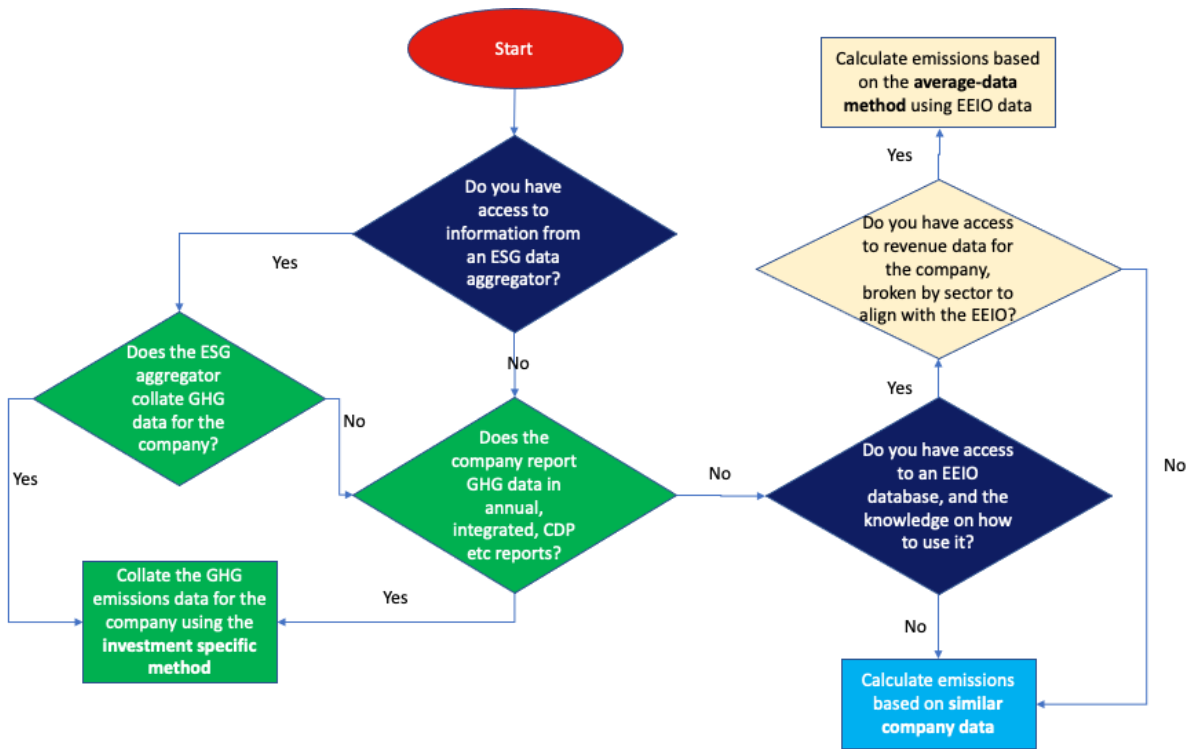 Start
Do you have
access to
information from
an ESG data
aggregator?
Yes
No
Does the ESG
aggregator
collate GHG
data for the
company?
Yes
No
Does the
company report
GHG data in
annual,
integrated, CDP
etc reports?
Yes
No
Collate the GHG
emissions data for the
company using the
investment specific
method
Do you have access
to an EEIO
database, and the
knowledge on how
to use it?
Yes
No
Do you have access
to revenue data for
the company,
broken by sector to
align with the EEIO?
Yes
No
Calculate emissions based
on the average-data
method using EEIO data
Calculate emissions
based on similar
company data